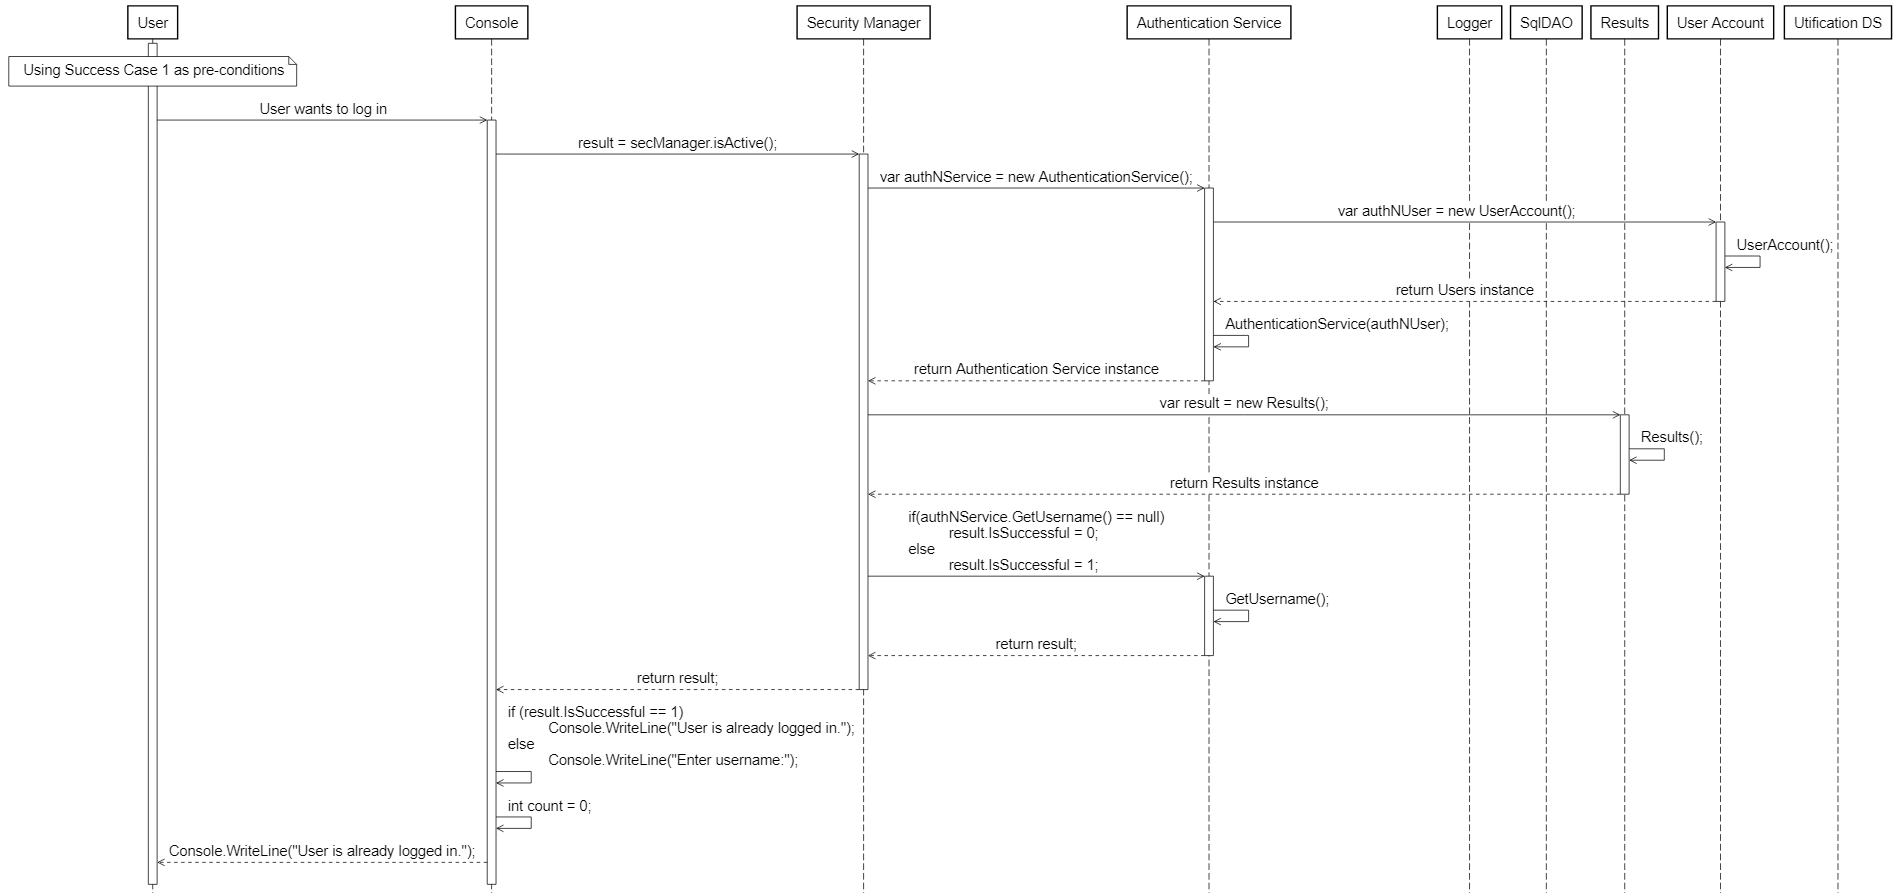 User
Console
Security Manager
Authentication Service
Logger
SqlDAO
Results
User Account
Utification DS
Using Success Case 1 as pre-conditions
User wants to log in
result = secManager.isActive();
var authNService = new AuthenticationService();
var authNUser = new UserAccount();
UserAccount();
return Users instance
AuthenticationService(authNUser);
return Authentication Service instance
var result = new Results();
Results();
return Results instance
if(authNService.GetUsername() == null)
result.IsSuccessful = 0;
else
result.IsSuccessful = 1;
GetUsername();
return result;
return result;
if (result.IsSuccessful == 1)
Console.WriteLine("User is already logged in.");
else
Console.WriteLine("Enter username:");
int count = 0;
Console.WriteLine("User is already logged in.");